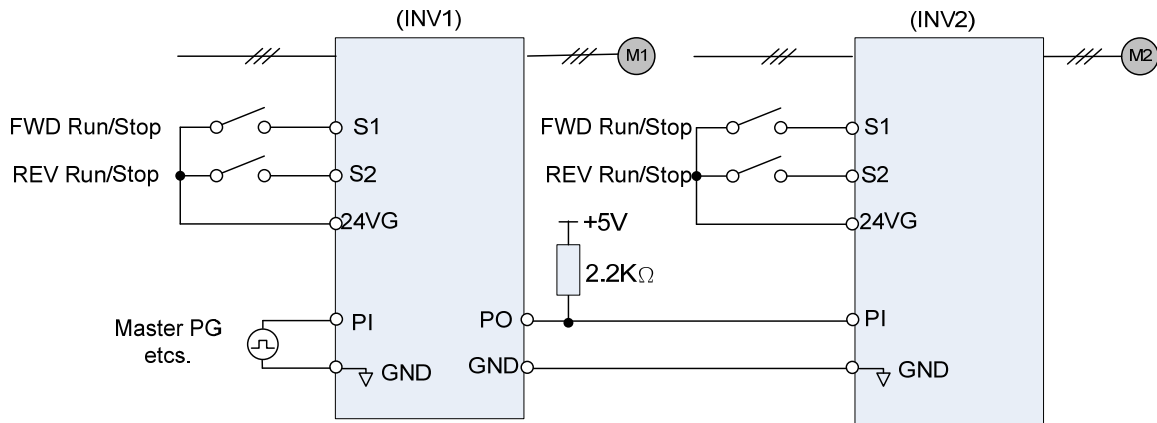 (INV1)
(INV2)
M1
M2
FWD Run/Stop
S1
FWD Run/Stop
S1
REV Run/Stop
S2
REV Run/Stop
S2
24VG
+5V
24VG
2.2KΩ
Master PG
etcs.
PI
PO
PI
GND
GND
GND